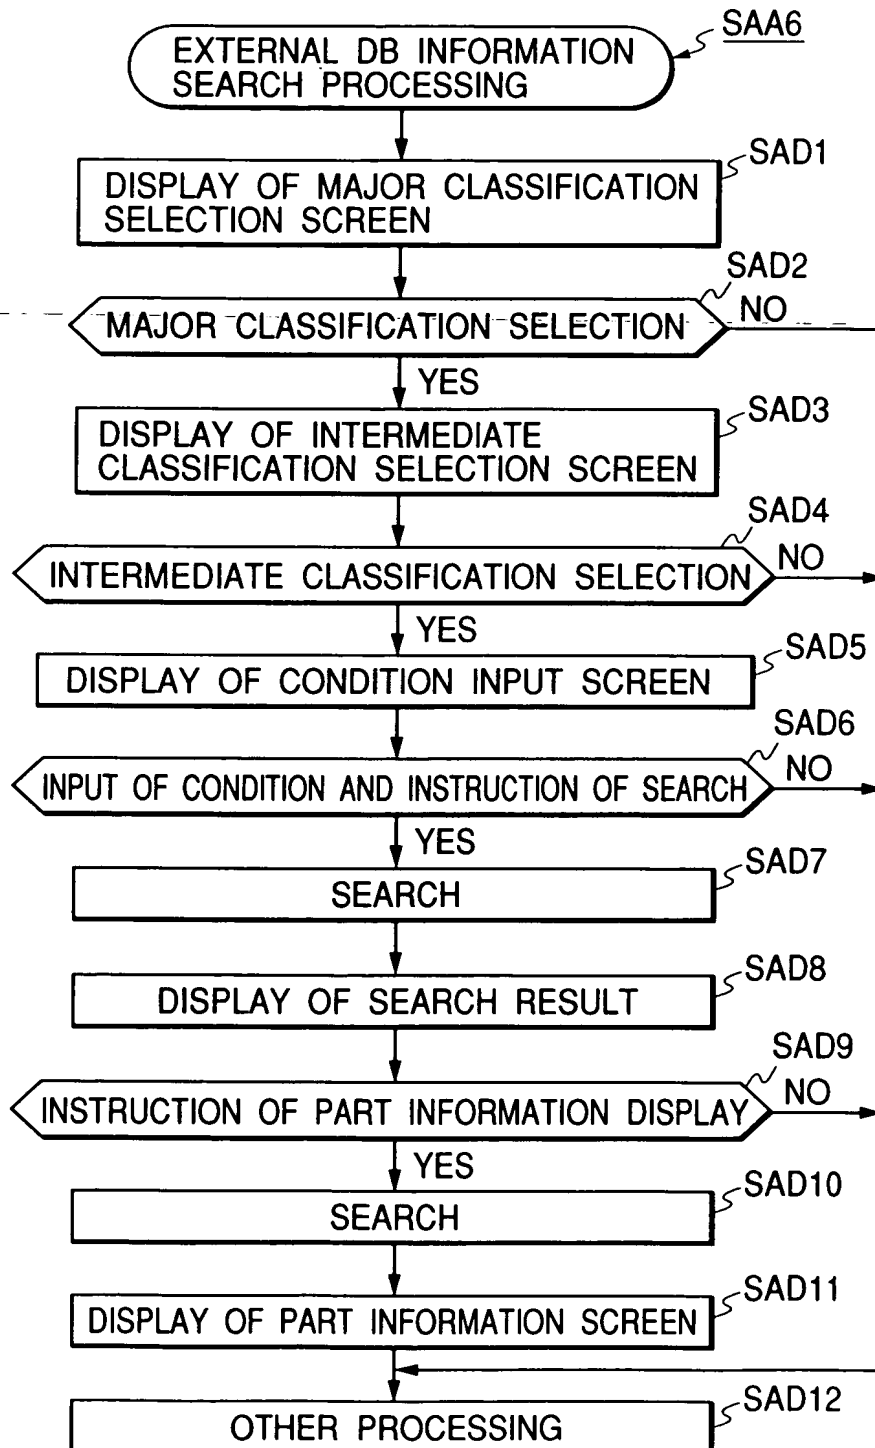 SAA6
EXTERNAL DB INFORMATION
SEARCH PROCESSING
SAD1
DISPLAY OF MAJOR CLASSIFICATION
SELECTION SCREEN
SAD2
MAJOR CLASSIFICATION SELECTION
NO
YES
SAD3
DISPLAY OF INTERMEDIATE
CLASSIFICATION SELECTION SCREEN
SAD4
INTERMEDIATE CLASSIFICATION SELECTION
NO
YES
SAD5
DISPLAY OF CONDITION INPUT SCREEN
SAD6
INPUT OF CONDITION AND INSTRUCTION OF SEARCH
NO
YES
SAD7
SEARCH
SAD8
DISPLAY OF SEARCH RESULT
SAD9
INSTRUCTION OF PART INFORMATION DISPLAY
NO
YES
SAD10
SEARCH
SAD11
DISPLAY OF PART INFORMATION SCREEN
SAD12
OTHER PROCESSING